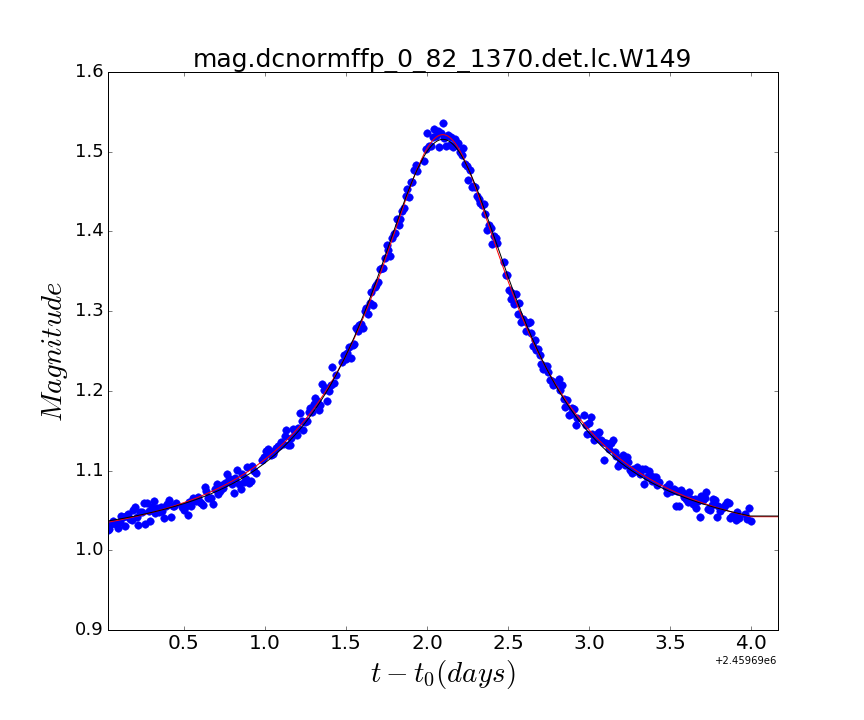 mag.dcnormffp_0_82_1370.det.lc.W149
1.6
1.5
1.4
1.3
1.2
1.1
1.0
0.9
Magnitude
0.5 1.0 1.5 2.0 2.5 3.0 3.5 4.0
+2.45969e6
t − t₀(days)